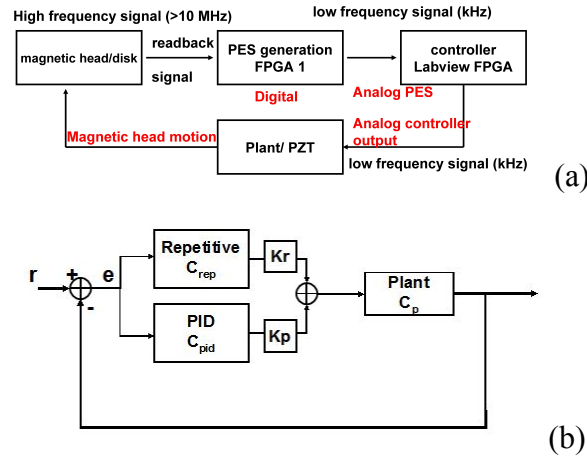 High frequency signal (>10 MHz)
low frequency signal (kHz)
magnetic head/disk
readback
signal
PES generation
FPGA 1
controller
Labview FPGA
Digital
Analog PES
Magnetic head motion
Plant/ PZT
Analog controller
output
low frequency signal (kHz)
(a)
Repetitive
Crep
Kr
r
+
-
e
PID
Cpid
Kp
Plant
Cp
(b)